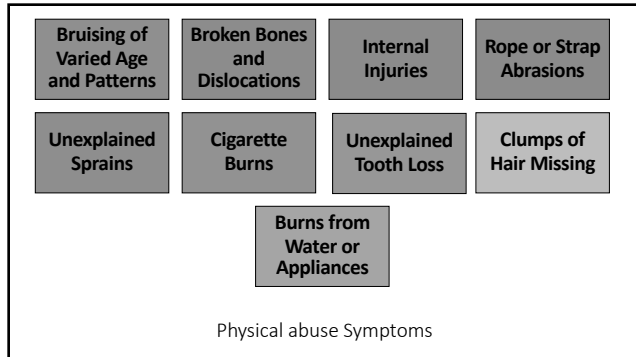 Bruising of
Varied Age
and Patterns
Broken Bones
and
Dislocations
Internal
Injuries
Rope or Strap
Abrasions
Unexplained
Sprains
Cigarette
Burns
Unexplained
Tooth Loss
Clumps of
Hair Missing
Burns from
Water or
Appliances
Physical abuse Symptoms